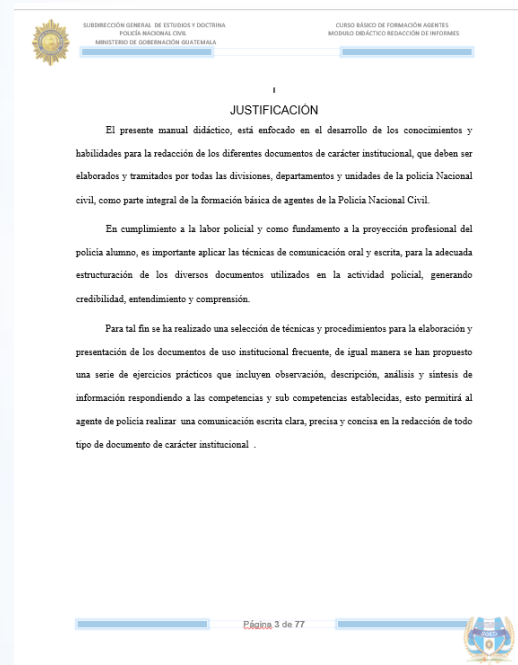 SUBDIRECCIÓN GENERAL DE ESTUDIOS Y DOCTRINA
POLICÍA NACIONAL CIVIL
MINISTERIO DE GOBERNACIÓN GUATEMALA
CURSO BÁSICO DE FORMACIÓN AGENTES
MODULO DIDÁCTICO REDACCIÓN DE INFORMES
I
JUSTIFICACIÓN
El presente manual didáctico, está enfocado en el desarrollo de los conocimientos y
habilidades para la redacción de los diferentes documentos de carácter institucional, que deben ser
elaborados y tramitados por todas las divisiones, departamentos y unidades de la policía Nacional
civil, como parte integral de la formación básica de agentes de la Policía Nacional Civil.
En cumplimiento a la labor policial y como fundamento a la proyección profesional del
policía alumno, es importante aplicar las técnicas de comunicación oral y escrita, para la adecuada
estructuración de los diversos documentos utilizados en la actividad policial, generando
credibilidad, entendimiento y comprensión.
Para tal fin se ha realizado una selección de técnicas y procedimientos para la elaboración y
presentación de los documentos de uso institucional frecuente, de igual manera se han propuesto
una serie de ejercicios prácticos que incluyen observación, descripción, análisis y síntesis de
información respondiendo a las competencias y sub competencias establecidas, esto permitirá al
agente de policía realizar una comunicación escrita clara, precisa y concisa en la redacción de todo
tipo de documento de carácter institucional .
Página 3 de 77